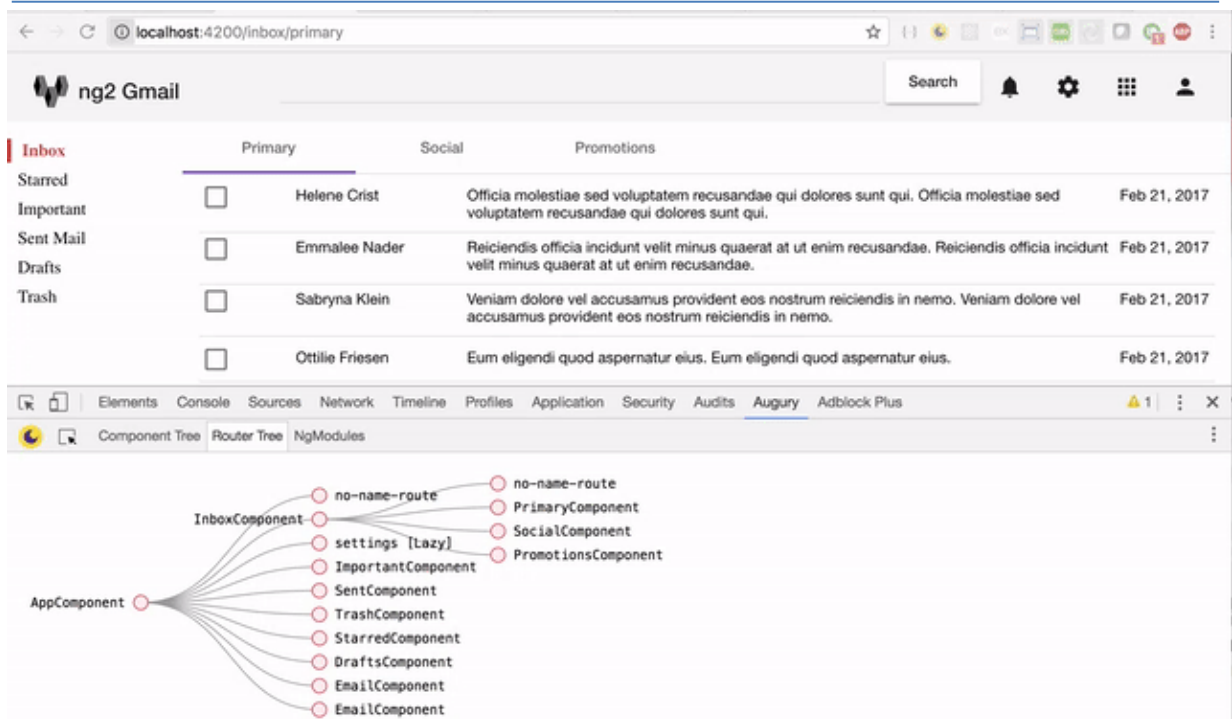 localhost:4200/inbox/primary
ng2 Gmail
Search
Inbox
Starred
Important
Sent Mail
Drafts
Trash
Primary Social Promotions
Helene Crist Officia molestiae sed voluptatem recusandae qui dolores sunt qui. Officia molestiae sed Feb 21, 2017
voluptatem recusandae qui dolores sunt qui.
Emmalee Nader Reiciendis officia incidunt velit minus quaerat at ut enim recusandae. Reiciendis officia incidunt Feb 21, 2017
velit minus quaerat at ut enim recusandae.
Sabryna Klein Veniam dolore vel accusamus provident eos nostrum reiciendis in nemo. Veniam dolore vel Feb 21, 2017
accusamus provident eos nostrum reiciendis in nemo.
Ottilie Friesen Eum eligendi quod aspernatur eius. Eum eligendi quod aspernatur eius. Feb 21, 2017
Elements Console Sources Network Timeline Profiles Application Security Audits Augury Adblock Plus 1
Component Tree Router Tree NgModules
AppComponent
no-name-route
InboxComponent
settings [Lazy]
ImportantComponent
SentComponent
TrashComponent
StarredComponent
DraftsComponent
EmailComponent
EmailComponent
no-name-route
PrimaryComponent
SocialComponent
PromotionsComponent